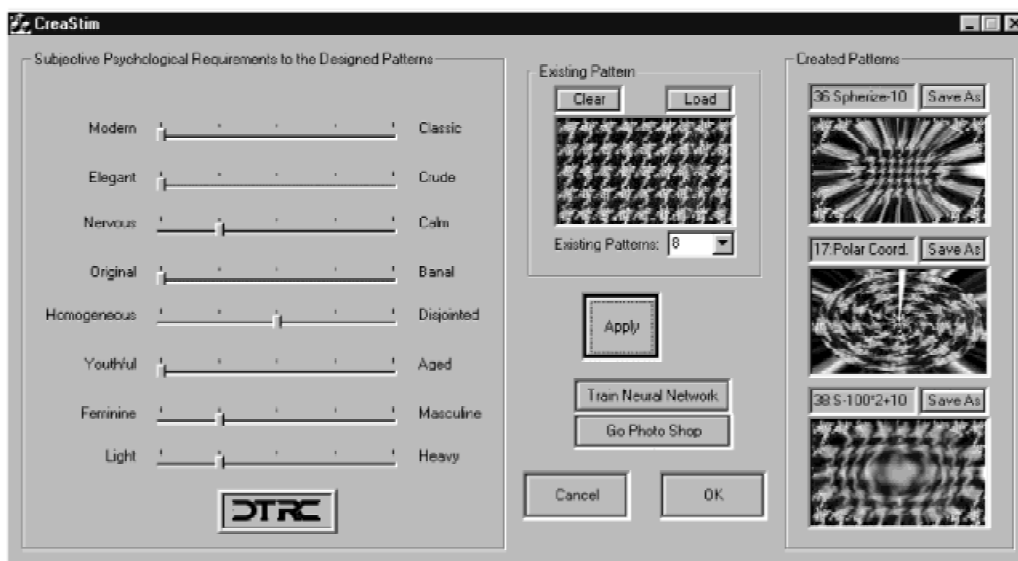 CreaStim
Subjective Psychological Requirements to the Designed Patterns
Modern Classic
Elegant Crude
Nervous Calm
Original Banal
Homogeneous Disjointed
Youthful Aged
Feminine Masculine
Light Heavy
DTRC
Existing Pattern
Clear Load
Existing Patterns: 8
Apply
Train Neural Network
Go Photo Shop
Cancel OK
Created Patterns
36 Spherize-10 Save As
17:Polar Coord. Save As
38 S-100*2+10 Save As